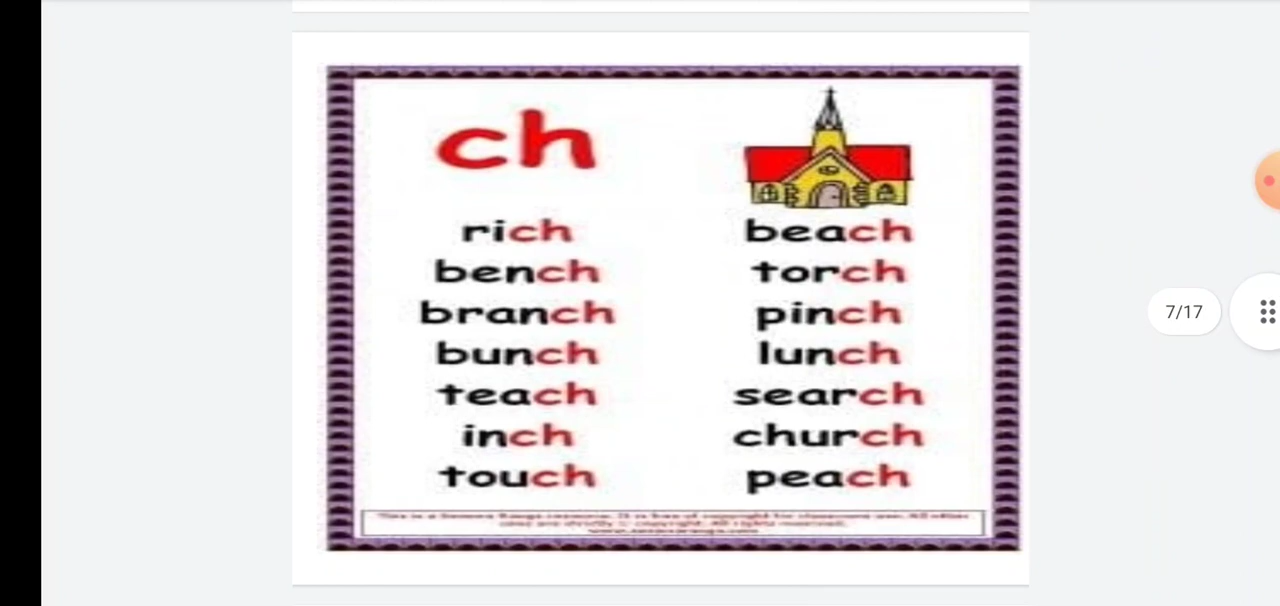 ch
rich beach
bench torch
branch pinch
bunch lunch
teach search
inch church
touch peach
7/17